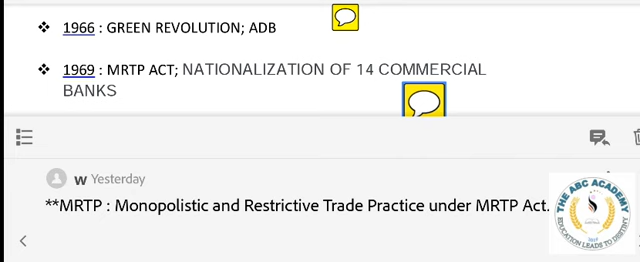 ❖ 1966 : GREEN REVOLUTION; ADB
❖ 1969 : MRTP ACT; NATIONALIZATION OF 14 COMMERCIAL
BANKS
w Yesterday
**MRTP : Monopolistic and Restrictive Trade Practice under MRTP Act.
THE ABC ACADEMY
EDUCATION LEADS TO DESTINY